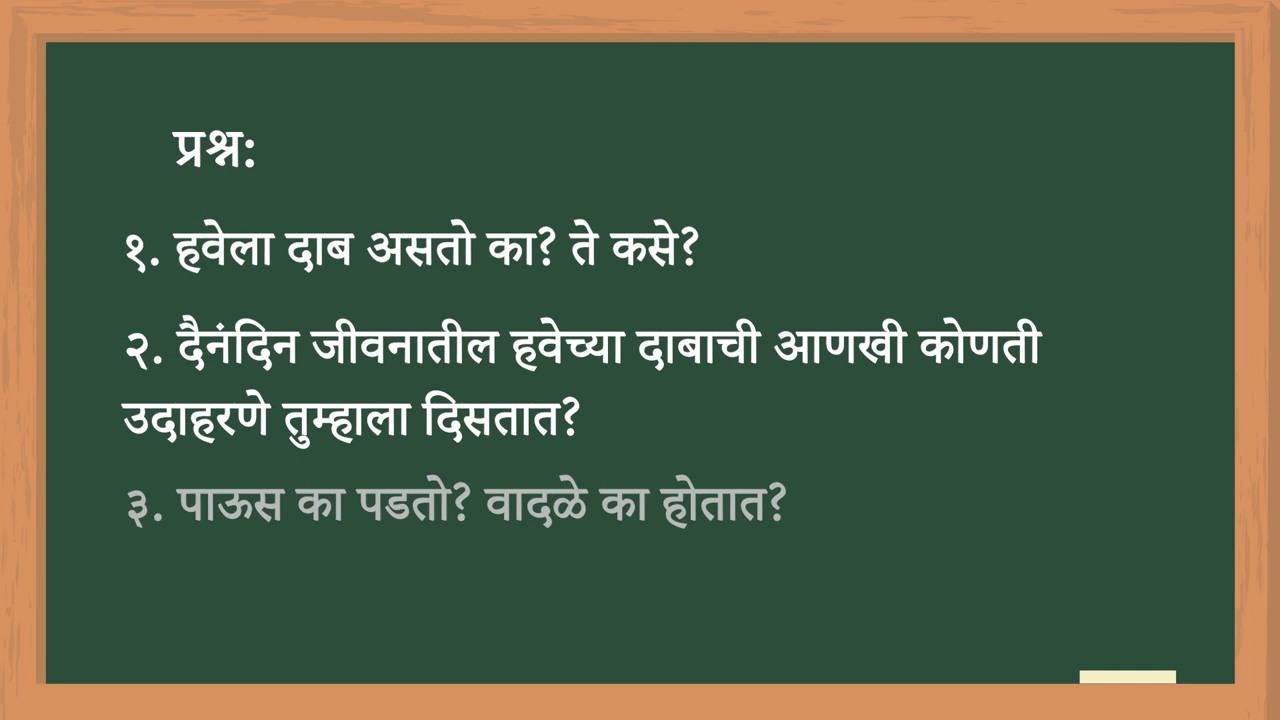 प्रश्न:
१. हवेला दाब असतो का? ते कसे?
२. दैनंदिन जीवनातील हवेच्या दाबाची आणखी कोणती
उदाहरणे तुम्हाला दिसतात?
३. पाऊस का पडतो? वादळे का होतात?